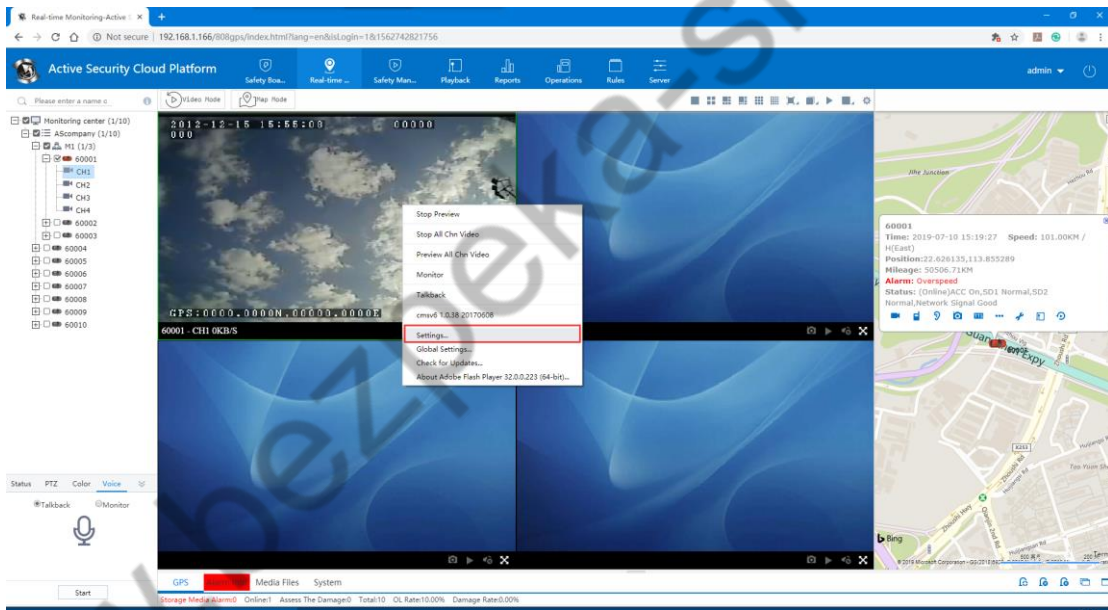 Real-time Monitoring-Active
Not secure | 192.168.1.166/808gps/index.html?lang=en&isLogin=1&1562742821756
Active Security Cloud Platform
Safety Boa...
Real-time ...
Safety Man...
Playback
Reports
Operations
Rules
Server
admin
Please enter a name o
Video Mode
Map Mode
Monitoring center (1/10)
AScompany (1/10)
M1 (1/3)
60001
CH1
CH2
CH3
CH4
60002
60003
60004
60005
60006
60007
60008
60009
60010
2012-12-15 15:55:09 00000
000
GPS:0000.0000N,00000.0000E
60001 - CH1 0KB/S
Stop Preview
Stop All Chn Video
Preview All Chn Video
Monitor
Talkback
cmsv6 1.0.18 20170608
Settings...
Global Settings...
Check for Updates...
About Adobe Flash Player 32.0.0.223 (64-bit)...
Jihe Junction
60001
Time: 2019-07-10 15:19:27 Speed: 101.00KM /
H(East)
Position:22.626135,113.855289
Mileage: 50506.71KM
Alarm: Overspeed
Status: (Online)ACC On,SD1 Normal,SD2
Normal,Network Signal Good
Expy
Zhoushi Rd
Bing
Status PTZ Color Voice
Talkback Monitor
Start
GPS
Media Files
System
Storage Media Alarm:0 Online:1 Assess The Damage:0 Total:10 OL Rate:10.00% Damage Rate:0.00%